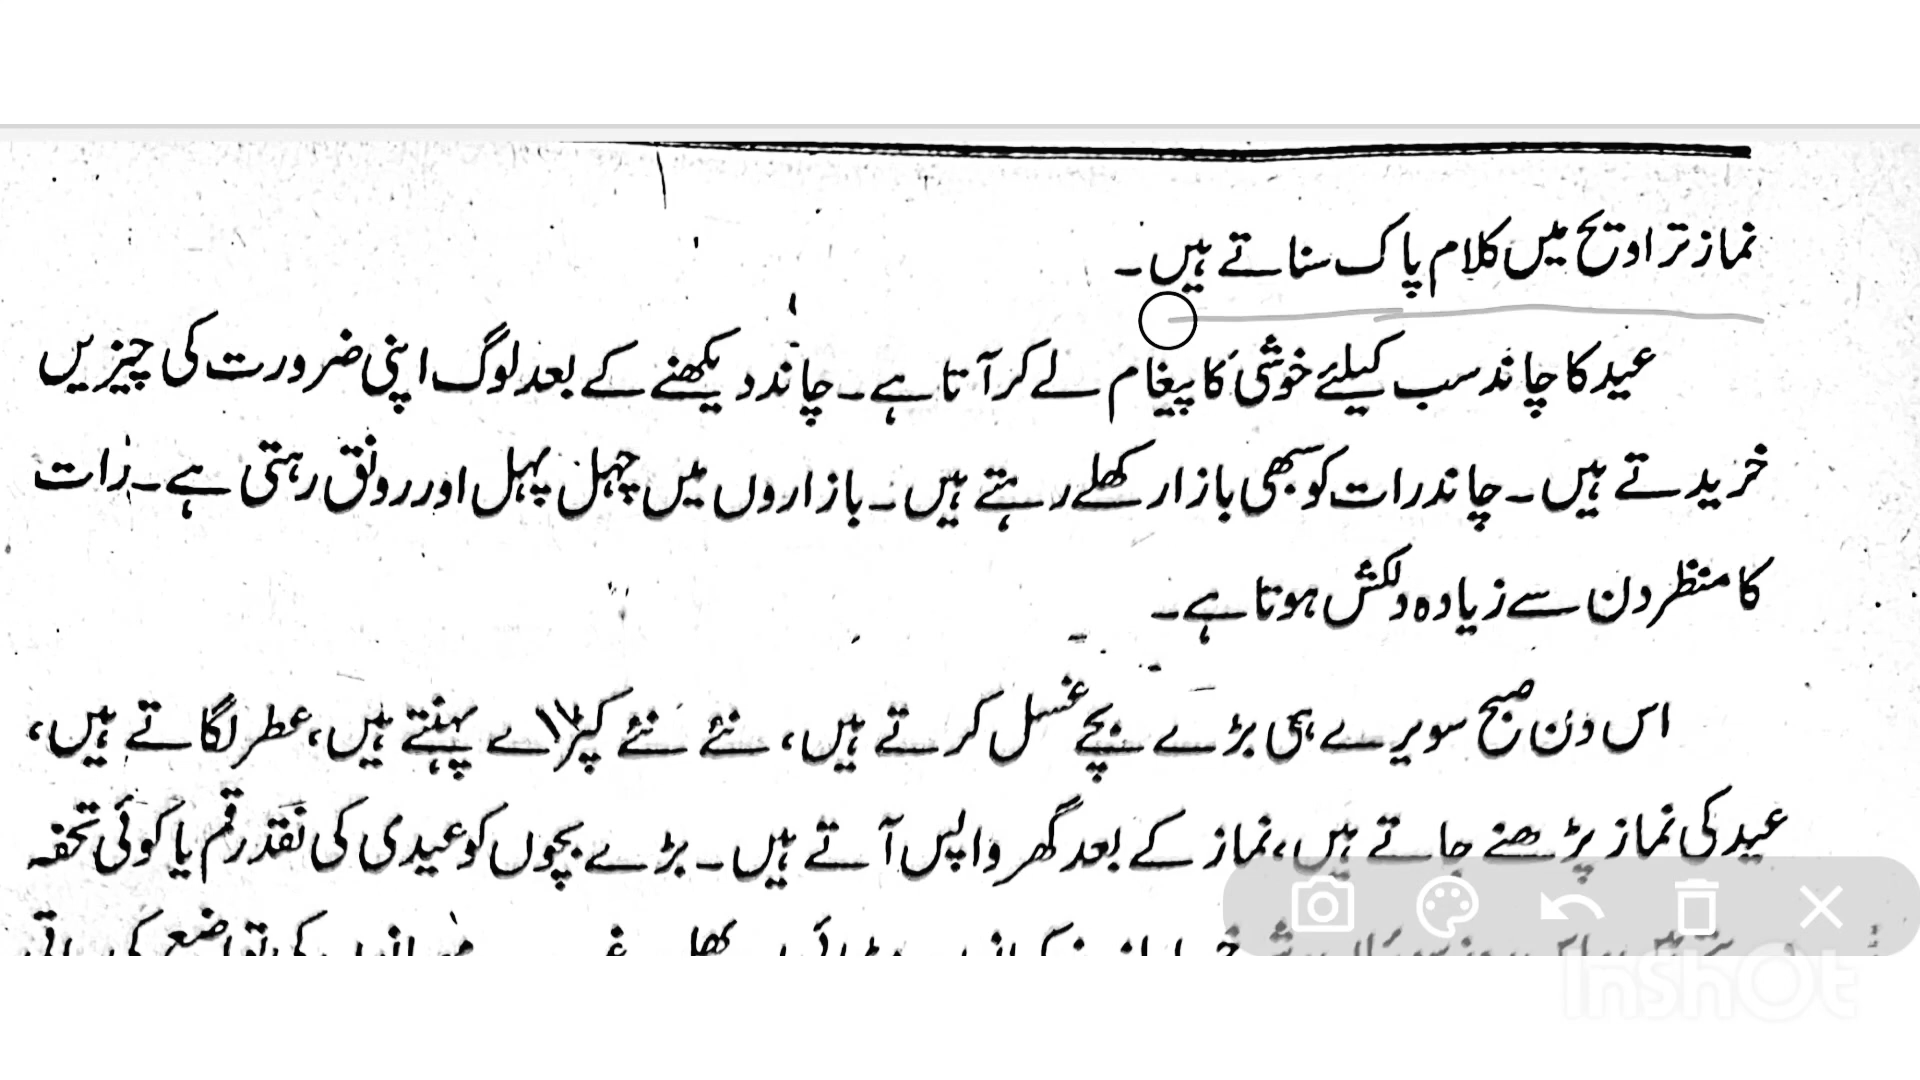 نماز تراویح میں کلام پاک سناتے ہیں۔
عید کا چاند سب کیلئے خوشی کا پیغام لے کر آتا ہے۔ چاند دیکھنے کے بعد لوگ اپنی ضرورت کی چیزیں
خریدتے ہیں۔ چاند رات کو سبھی بازار کھلے رہتے ہیں۔ بازاروں میں چہل پہل اور رونق رہتی ہے۔ رات
کا منظر دن سے زیادہ دلکش ہوتا ہے۔
اس دن صبح سویرے ہی بڑے بچے غسل کرتے ہیں، نئے نئے کپڑے پہنتے ہیں، عطر لگاتے ہیں،
عید کی نماز پڑھنے جاتے ہیں، نماز کے بعد گھر واپس آتے ہیں۔ بڑے بچوں کو عیدی کی نقد رقم یا کوئی تحفہ
InShOt